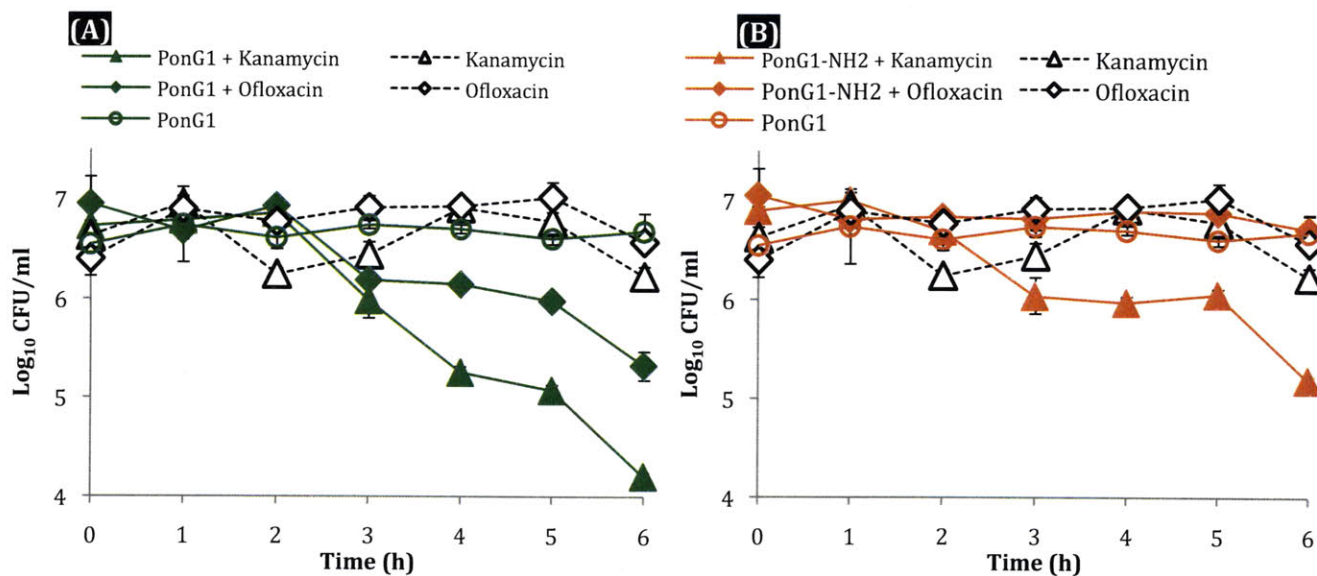 (A)
PonG1 + Kanamycin
Kanamycin
PonG1 + Ofloxacin
Ofloxacin
PonG1
Log10 CFU/ml
7
6
5
4
0 1 2 3 4 5 6
Time (h)
(B)
PonG1-NH2 + Kanamycin
Kanamycin
PonG1-NH2 + Ofloxacin
Ofloxacin
PonG1
Log10 CFU/ml
7
6
5
4
0 1 2 3 4 5 6
Time (h)